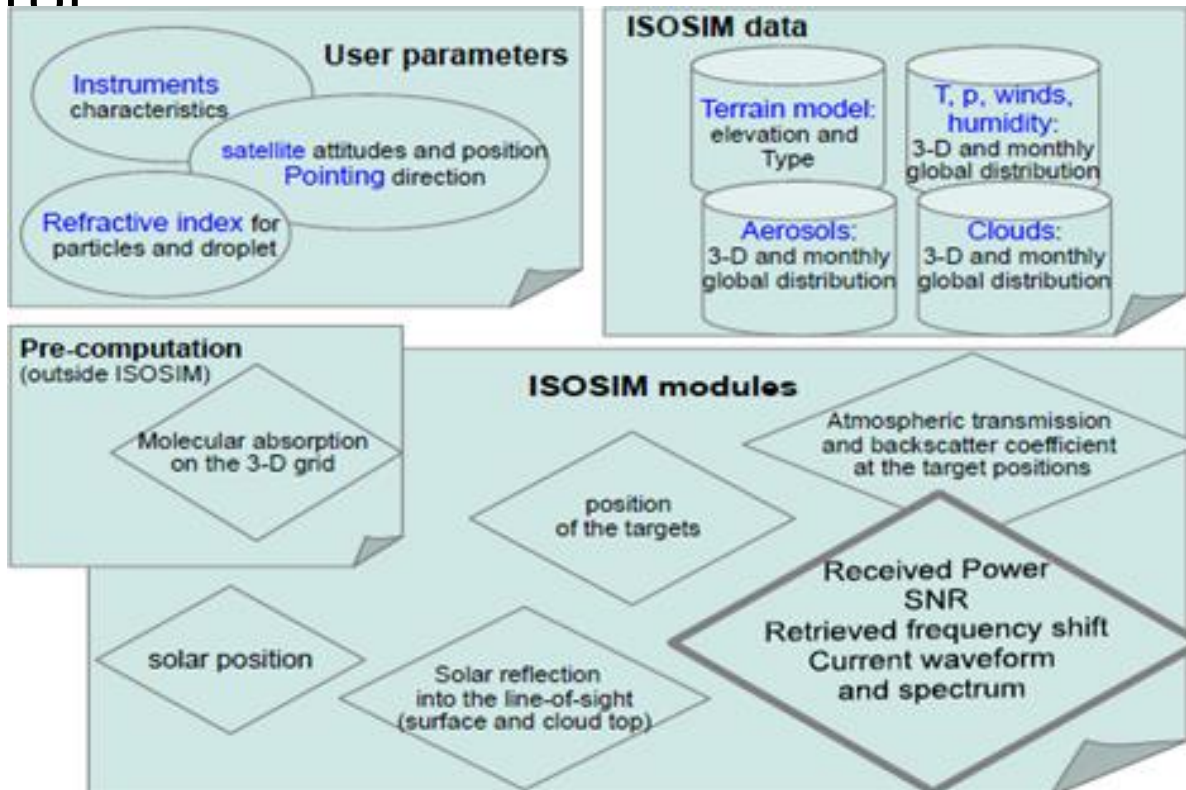 User parameters
Instruments
characteristics
satellite attitudes and position
Pointing direction
Refractive index for
particles and droplet
ISOSIM data
Terrain model:
elevation and
Type
T, p, winds,
humidity:
3-D and monthly
global distribution
Aerosols:
3-D and monthly
global distribution
Clouds:
3-D and monthly
global distribution
Pre-computation
(outside ISOSIM)
Molecular absorption
on the 3-D grid
ISOSIM modules
Atmospheric transmission
and backscatter coefficient
at the target positions
position
of the targets
Received Power
SNR
Retrieved frequency shift
Current waveform
and spectrum
solar position
Solar reflection
into the line-of-sight
(surface and cloud top)